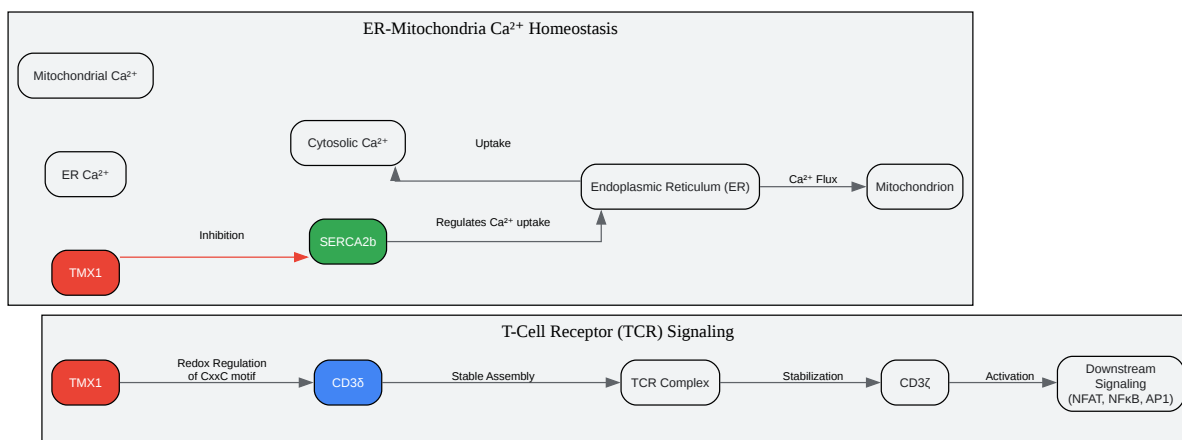 ER-Mitochondria Ca²⁺ Homeostasis
Mitochondrial Ca²⁺
Cytosolic Ca²⁺
Uptake
ER Ca²⁺
Endoplasmic Reticulum (ER)
Ca²⁺ Flux
Mitochondrion
Inhibition
SERCA2b
Regulates Ca²⁺ uptake
TMX1
T-Cell Receptor (TCR) Signaling
TMX1
Redox Regulation
of CxxC motif
CD3δ
Stable Assembly
TCR Complex
Stabilization
CD3ζ
Activation
Downstream
Signaling
(NFAT, NFκB, AP1)